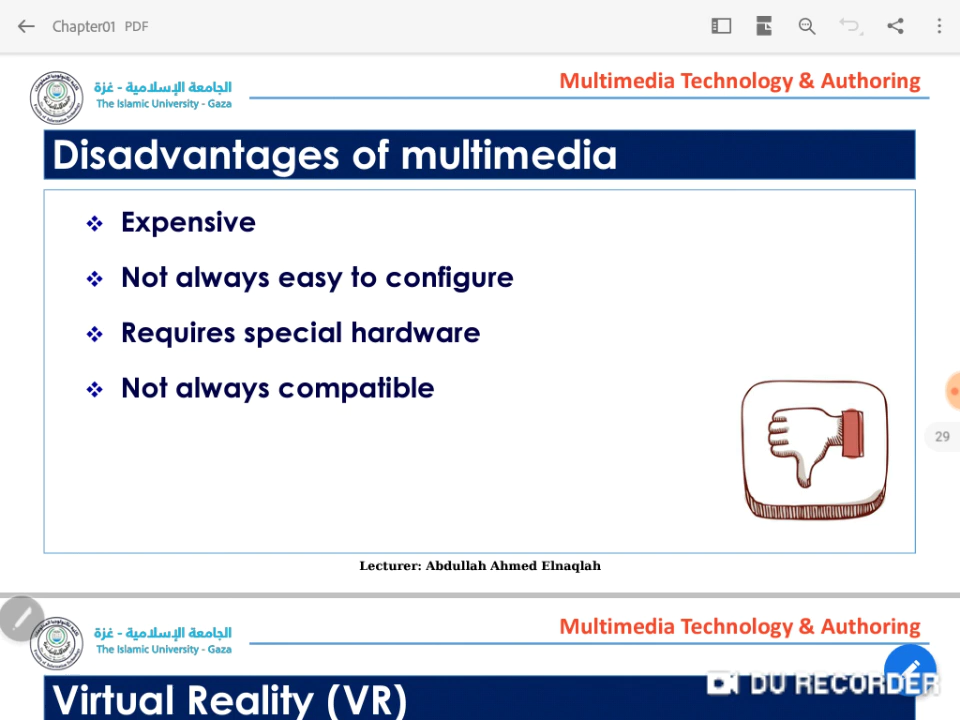 Chapter01 PDF
الجامعة الإسلامية - غزة
The Islamic University - Gaza
Multimedia Technology & Authoring
Disadvantages of multimedia
Expensive
Not always easy to configure
Requires special hardware
Not always compatible
29
Lecturer: Abdullah Ahmed Elnaqlah
الجامعة الإسلامية - غزة
The Islamic University - Gaza
Multimedia Technology & Authoring
Virtual Reality (VR)
DU RECORDER